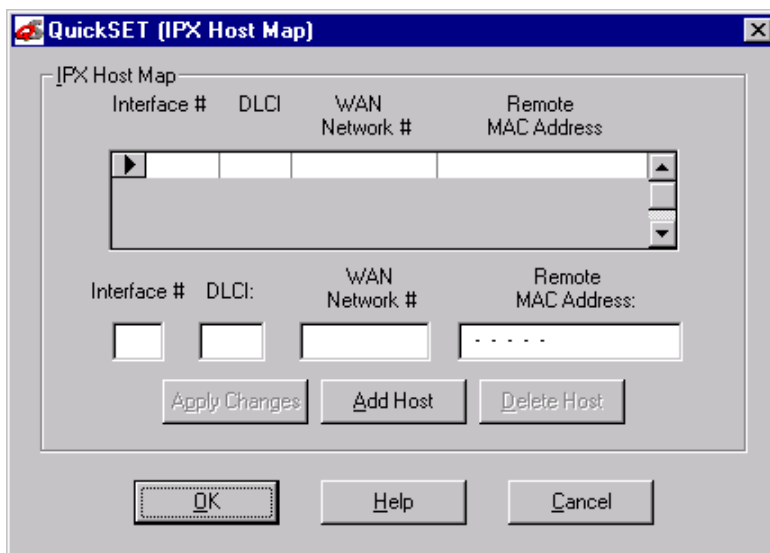 QuickSET (IPX Host Map)
IPX Host Map
Interface # DLCI WAN Network # Remote MAC Address
Interface # DLCI: WAN Network # Remote MAC Address:
- - - - -
Apply Changes Add Host Delete Host
OK Help Cancel